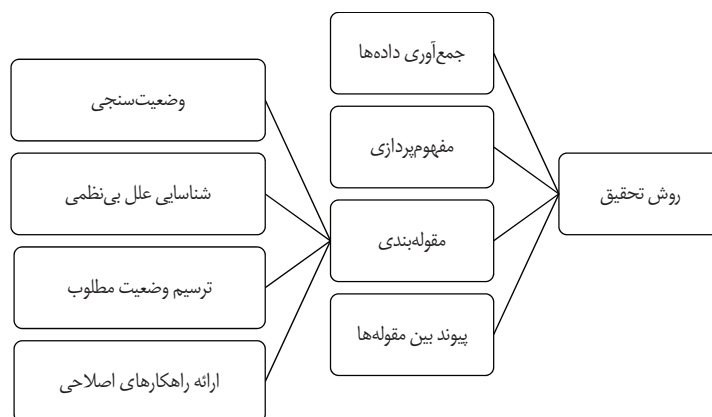 روش تحقیق
جمع‌آوری داده‌ها
مفهوم‌پردازی
مقوله‌بندی
پیوند بین مقوله‌ها
وضعیت‌سنجی
شناسایی علل بی‌نظمی
ترسیم وضعیت مطلوب
ارائه راهکارهای اصلاحی